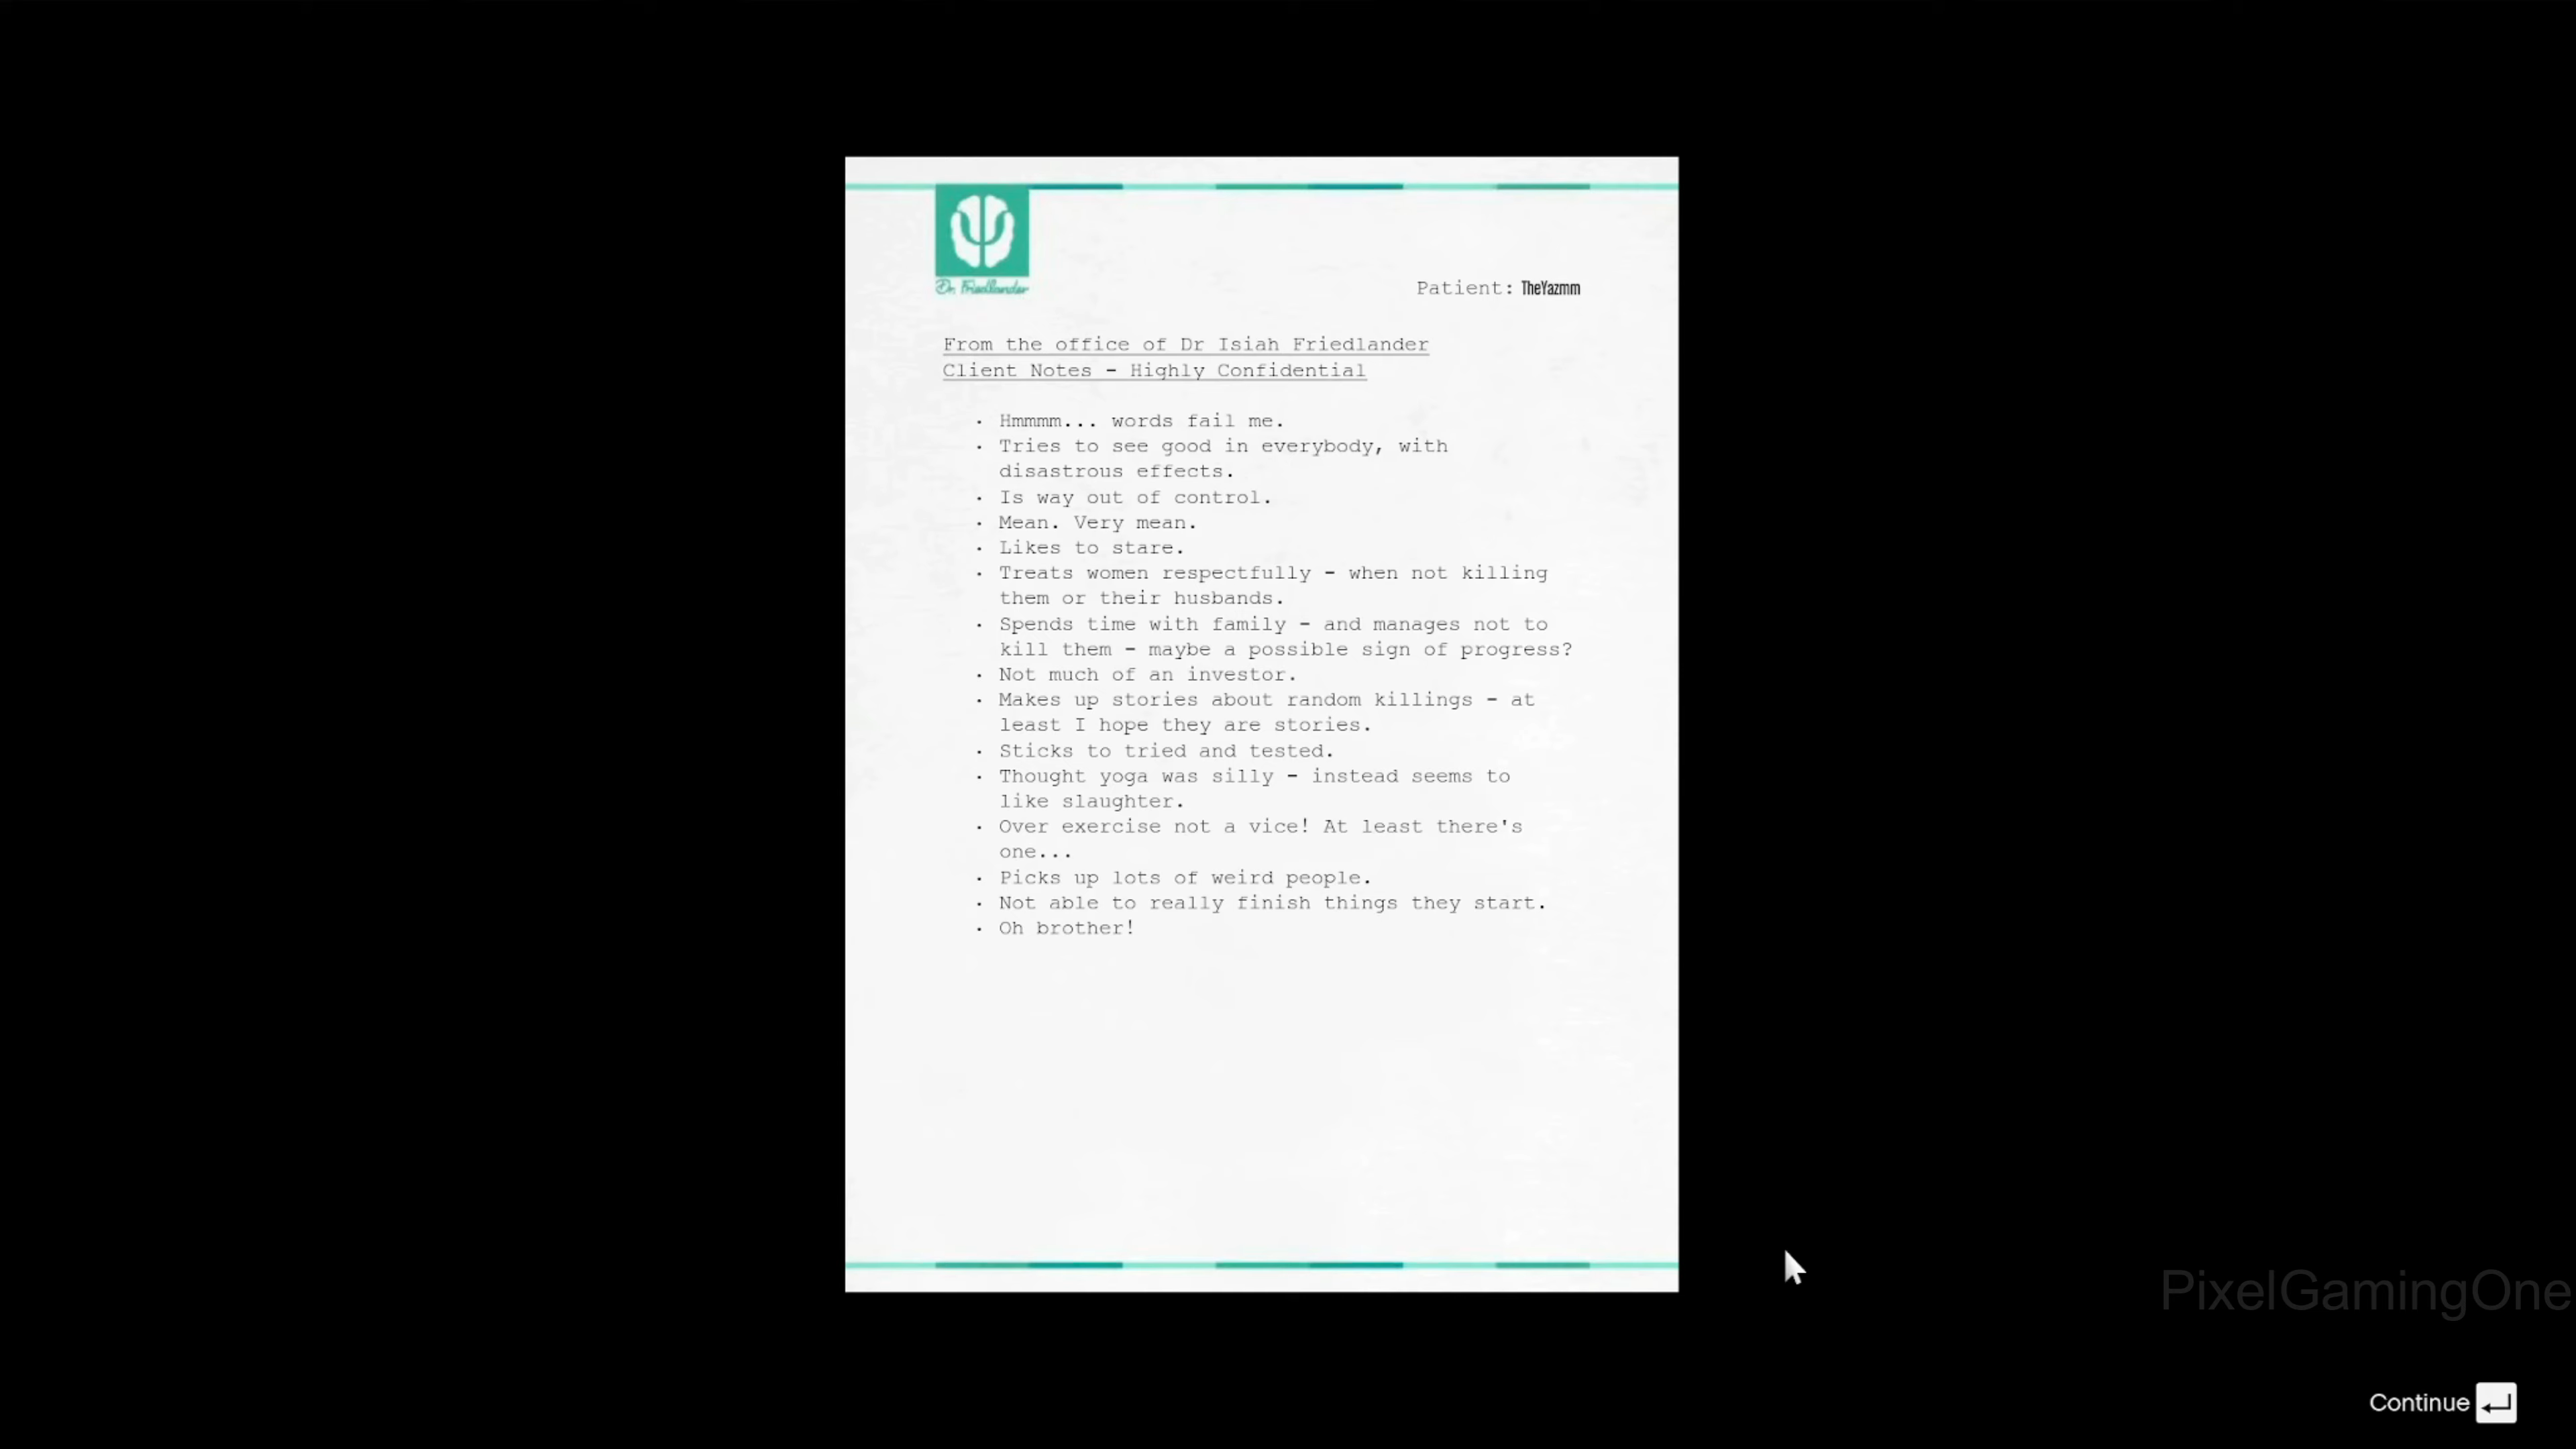 Dr. Friedlander
Patient: TheYazmm
From the office of Dr Isiah Friedlander
Client Notes - Highly Confidential
· Hmmmm... words fail me.
· Tries to see good in everybody, with
disastrous effects.
· Is way out of control.
· Mean. Very mean.
· Likes to stare.
· Treats women respectfully - when not killing
them or their husbands.
· Spends time with family - and manages not to
kill them - maybe a possible sign of progress?
· Not much of an investor.
· Makes up stories about random killings - at
least I hope they are stories.
· Sticks to tried and tested.
· Thought yoga was silly - instead seems to
like slaughter.
· Over exercise not a vice! At least there's
one...
· Picks up lots of weird people.
· Not able to really finish things they start.
· Oh brother!
PixelGamingOne
Continue